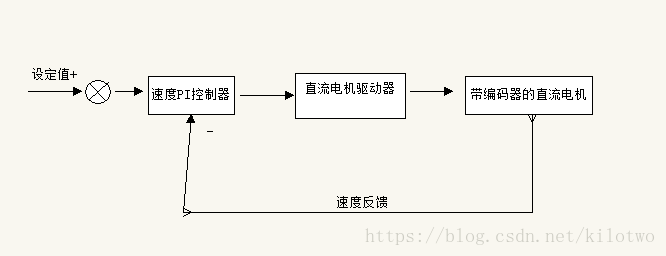 设定值+
速度PI控制器
直流电机驱动器
带编码器的直流电机
-
速度反馈
https://blog.csdn.net/kilotwo